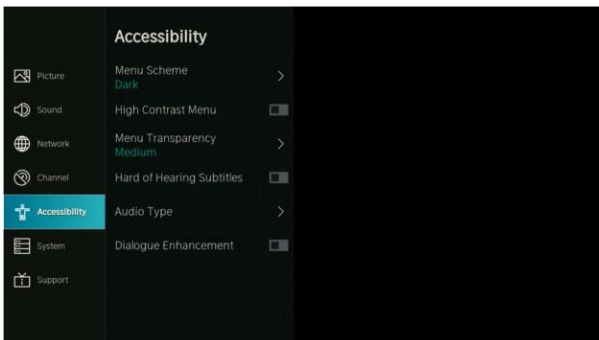 Accessibility
Picture
Menu Scheme
Dark
Sound
High Contrast Menu
Network
Menu Transparency
Medium
Channel
Hard of Hearing Subtitles
Accessibility
Audio Type
System
Dialogue Enhancement
Support